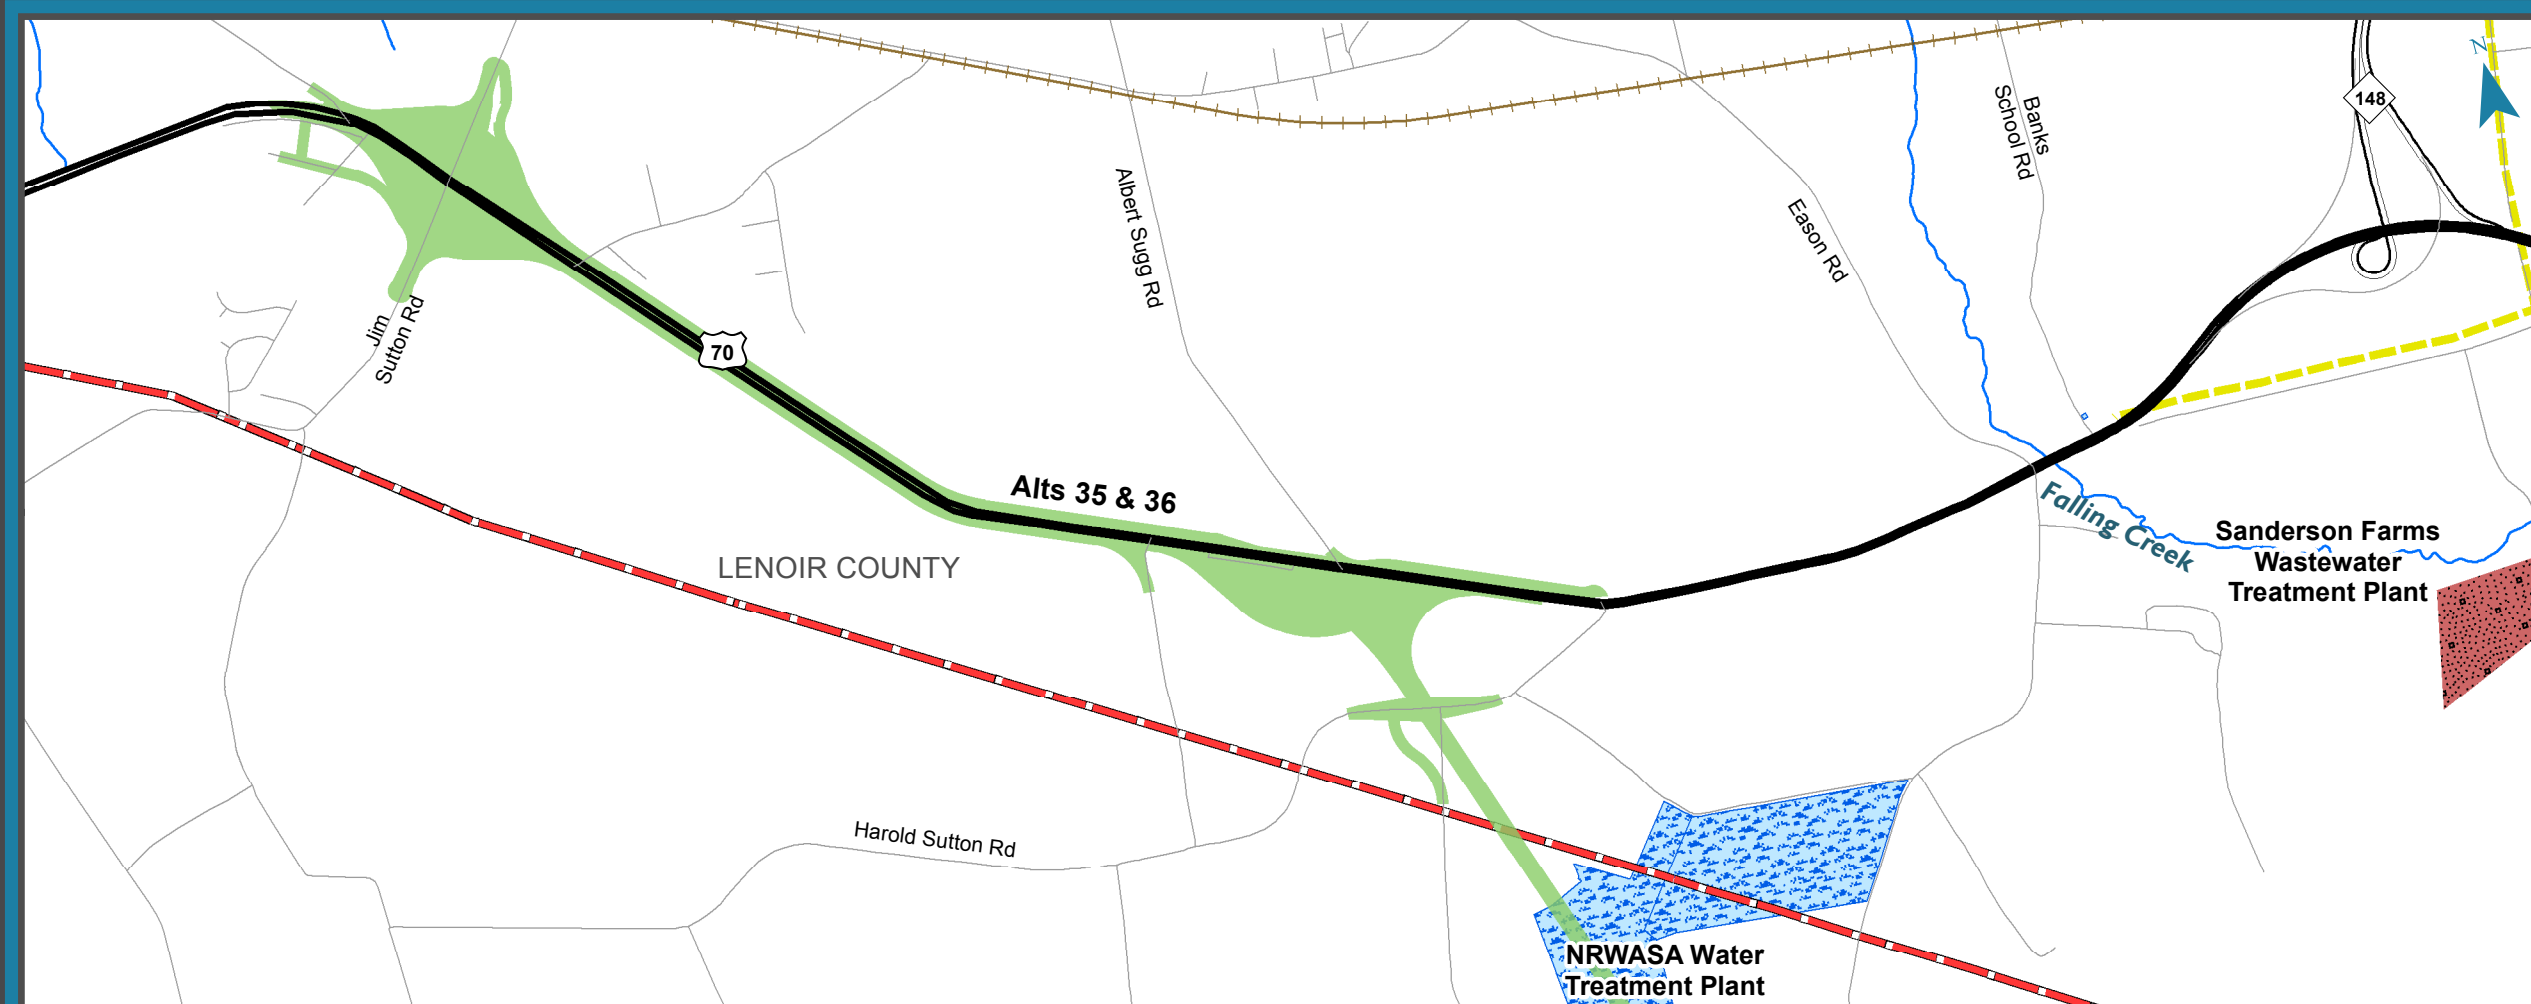 N
148
Banks
School Rd
Albert Sugg Rd
Eason Rd
Jim
Sutton Rd
70
Alts 35 & 36
Falling Creek
Sanderson Farms
Wastewater
Treatment Plant
LENOIR COUNTY
Harold Sutton Rd
NRWASA Water
Treatment Plant